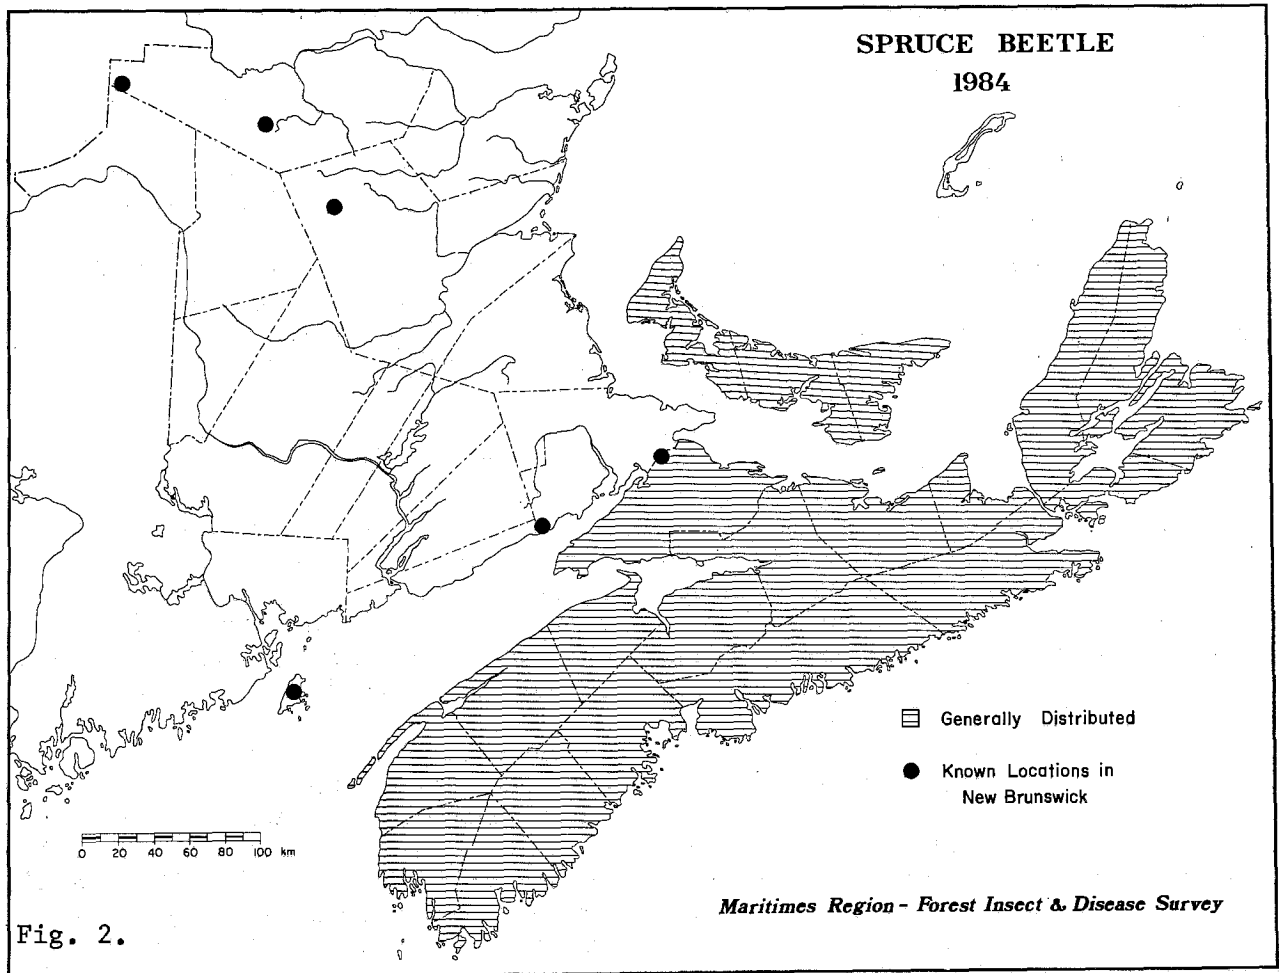 SPRUCE BEETLE
1984
Generally Distributed
Known Locations in
New Brunswick
0 20 40 60 80 100 km
Maritimes Region - Forest Insect & Disease Survey
Fig. 2.